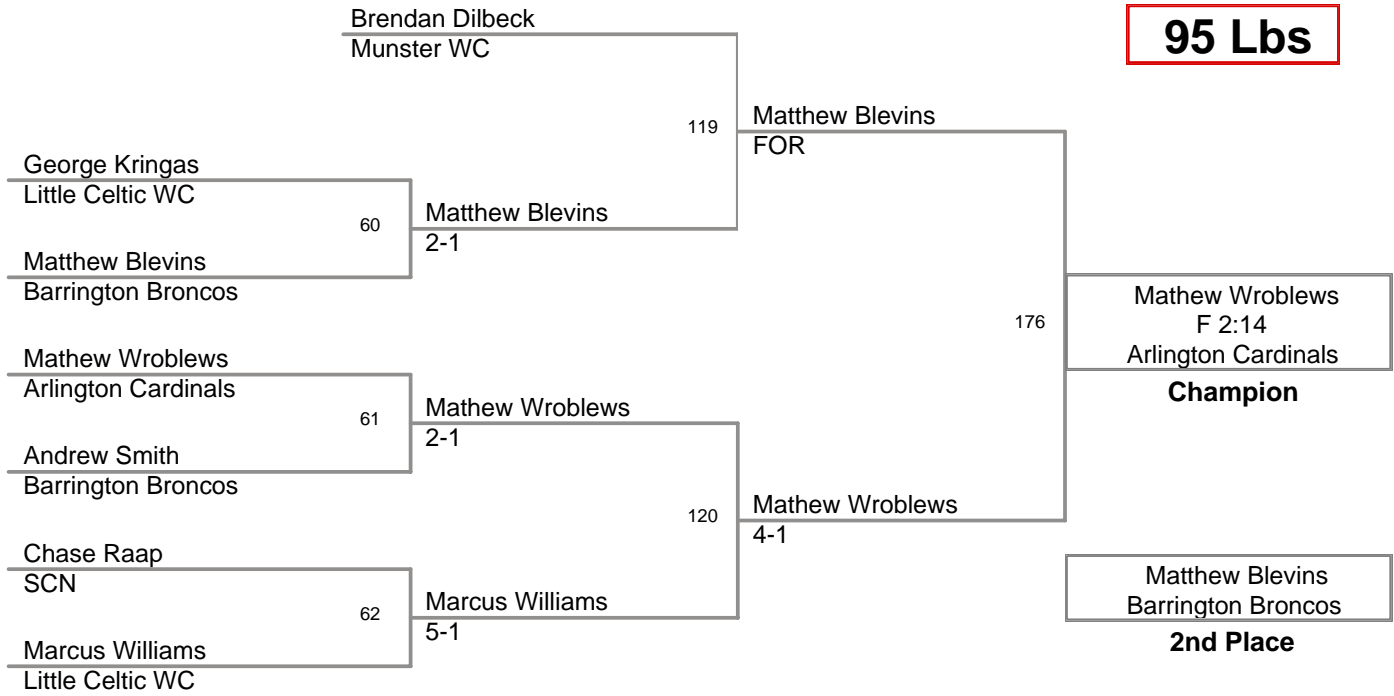 Brendan Dilbeck
Munster WC
95 Lbs
119
Matthew Blevins
FOR
George Kringas
Little Celtic WC
60
Matthew Blevins
2-1
Matthew Blevins
Barrington Broncos
176
Mathew Wroblews
F 2:14
Arlington Cardinals
Champion
Mathew Wroblews
Arlington Cardinals
61
Mathew Wroblews
2-1
Andrew Smith
Barrington Broncos
120
Mathew Wroblews
4-1
Chase Raap
SCN
62
Marcus Williams
5-1
Marcus Williams
Little Celtic WC
Matthew Blevins
Barrington Broncos
2nd Place